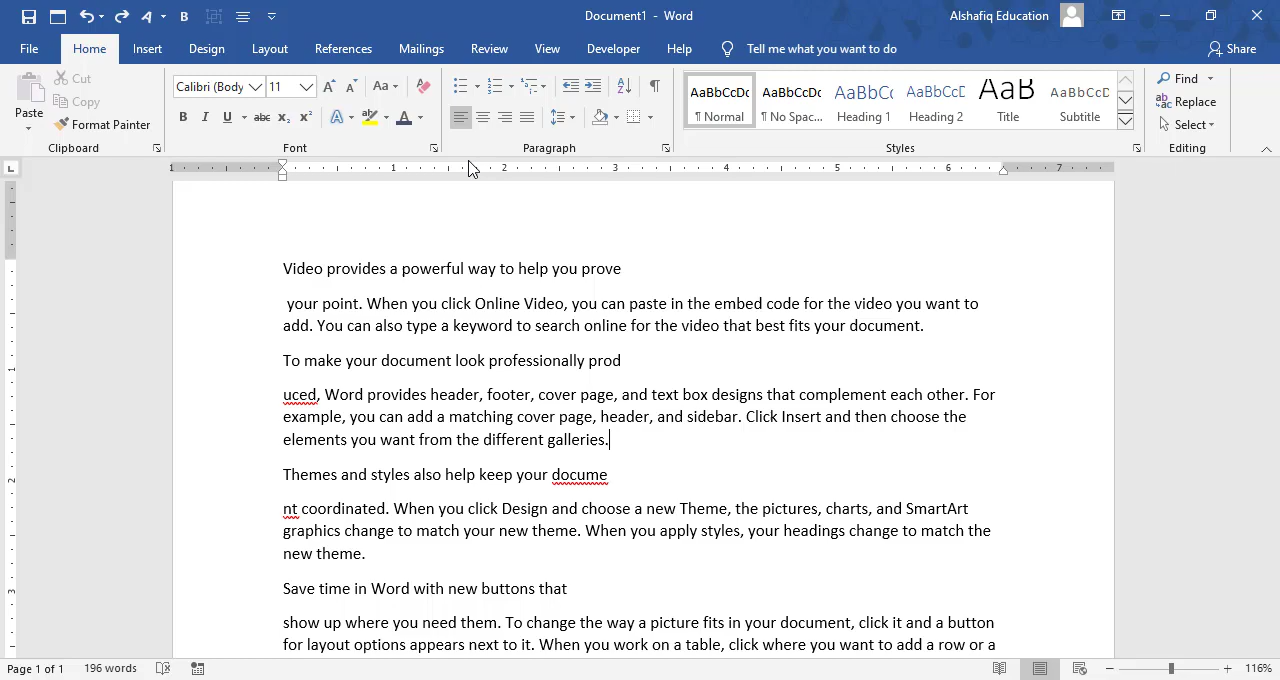 Document1 - Word
Alshafiq Education
File Home Insert Design Layout References Mailings Review View Developer Help Tell me what you want to do Share
Paste
Cut
Copy
Format Painter
Clipboard
Calibri (Body 11
Font
Paragraph
AaBbCcDc AaBbCcDc AaBbCc AaBbCcD AaB AaBbCcD
¶ Normal ¶ No Spac... Heading 1 Heading 2 Title Subtitle
Styles
Find
Replace
Select
Editing
1 1 2 3 4 5 6 7
Video provides a powerful way to help you prove
your point. When you click Online Video, you can paste in the embed code for the video you want to
add. You can also type a keyword to search online for the video that best fits your document.
To make your document look professionally prod
uced, Word provides header, footer, cover page, and text box designs that complement each other. For
example, you can add a matching cover page, header, and sidebar. Click Insert and then choose the
elements you want from the different galleries.
Themes and styles also help keep your docume
nt coordinated. When you click Design and choose a new Theme, the pictures, charts, and SmartArt
graphics change to match your new theme. When you apply styles, your headings change to match the
new theme.
Save time in Word with new buttons that
show up where you need them. To change the way a picture fits in your document, click it and a button
for layout options appears next to it. When you work on a table, click where you want to add a row or a
Page 1 of 1 196 words 116%